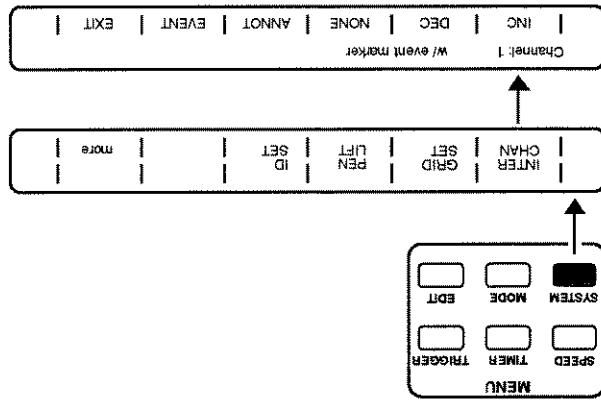 MENU
SPEED TIMER TRIGGER
SYSTEM MODE EDIT
INTER GRID PEN ID
CHAN SET LIFT SET more
Channel: 1 w/ event marker
INC DEC NONE ANNOT EVENT EXIT